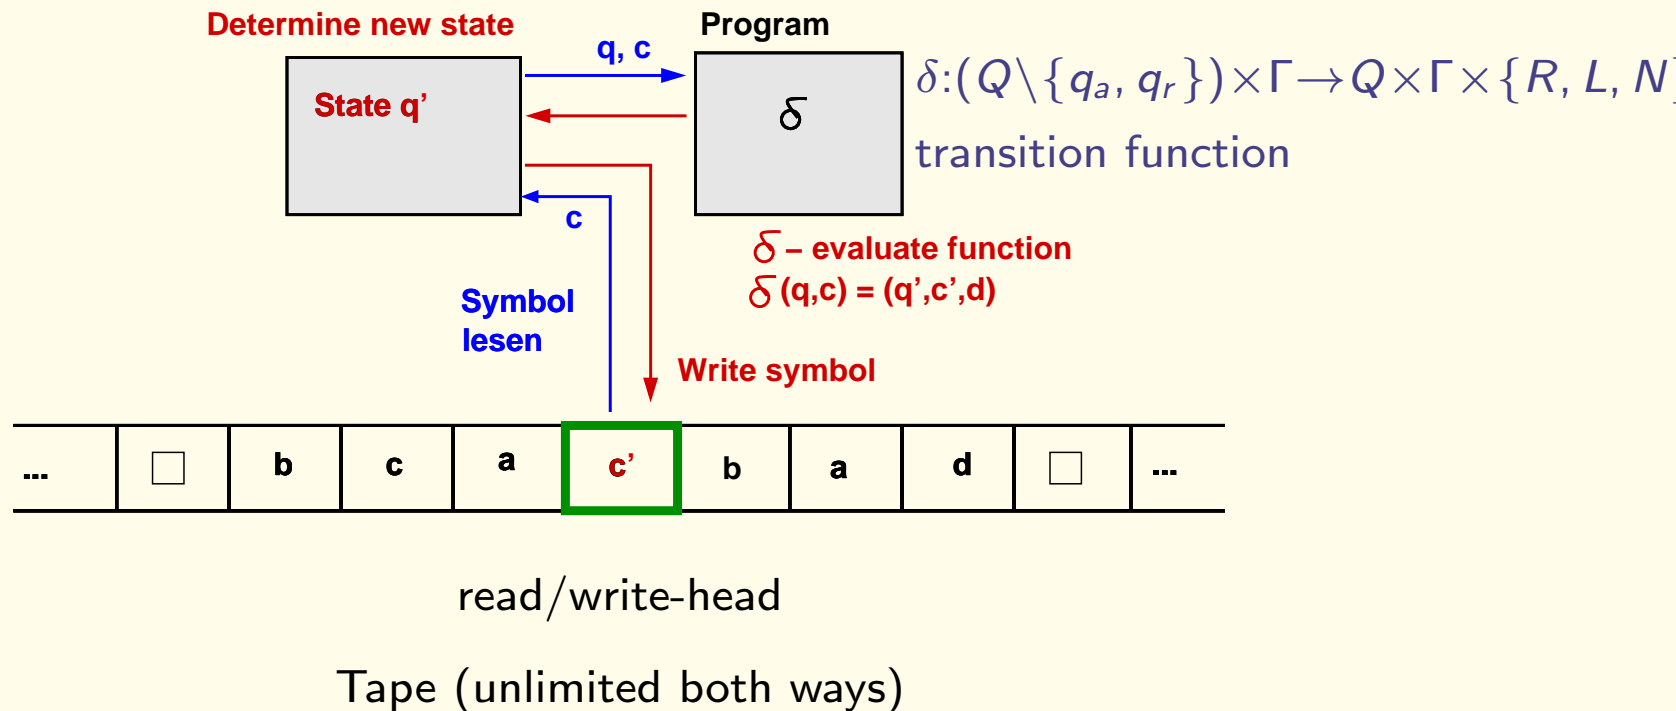 Determine new state
Program
q, c
State q’
δ
δ:(Q\{qₐ, qᵣ})×Γ→Q×Γ×{R, L, N}
transition function
c
δ – evaluate function
δ(q,c) = (q’,c’,d)
Symbol
lesen
Write symbol
... □ b c a c’ b a d □ ...
read/write-head
Tape (unlimited both ways)